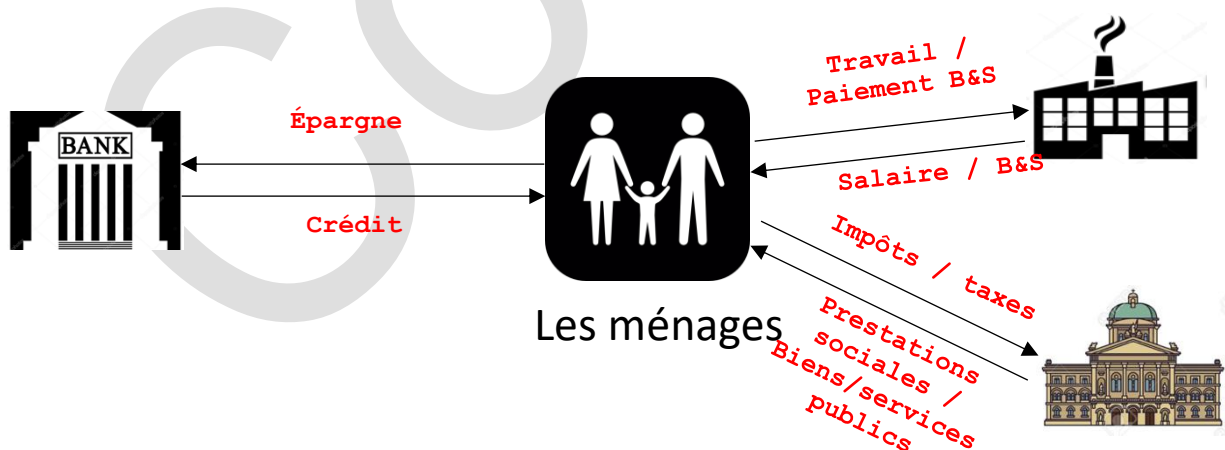 BANK
Épargne
Crédit
Les ménages
Travail /
Paiement B&S
Salaire / B&S
Impôts / taxes
Prestations
sociales /
Biens/services
publics